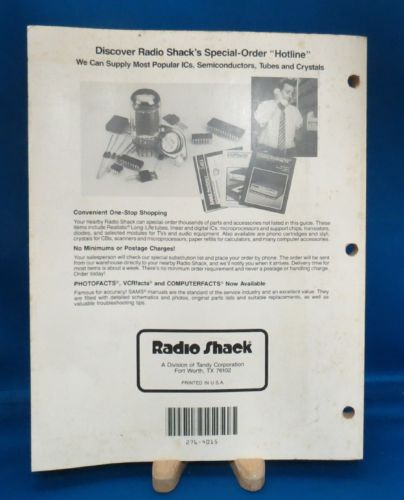 Discover Radio Shack's Special-Order "Hotline"
We Can Supply Most Popular ICs, Semiconductors, Tubes and Crystals
Convenient One-Stop Shopping
Your nearby Radio Shack can special order thousands of parts and accessories not listed in this guide. These
items include Realistic® Long-Life tubes, linear and digital ICs, microprocessors and support chips, transistors,
diodes, and selected modules for TVs and audio equipment. Also available are phono cartridges and styli,
crystals for CBs, scanners and microprocessors, paper refills for calculators, and many computer accessories.
No Minimums or Postage Charges!
Your salesperson will check our special substitution list and place your order by phone. The order will be sent
from our warehouse directly to your nearby Radio Shack, and we'll notify you when it arrives. Delivery time for
most items is about a week. There's no minimum order requirement and never a postage or handling charge.
Order today!
PHOTOFACTS®, VCRfacts® and COMPUTERFACTS® Now Available
Famous for accuracy! SAMS® manuals are the standard of the service industry and an excellent value. They
are filled with detailed schematics and photos, original parts lists and suitable replacements, as well as
valuable troubleshooting tips.
Radio Shack
A Division of Tandy Corporation
Fort Worth, TX 76102
PRINTED IN U.S.A.
276-4015